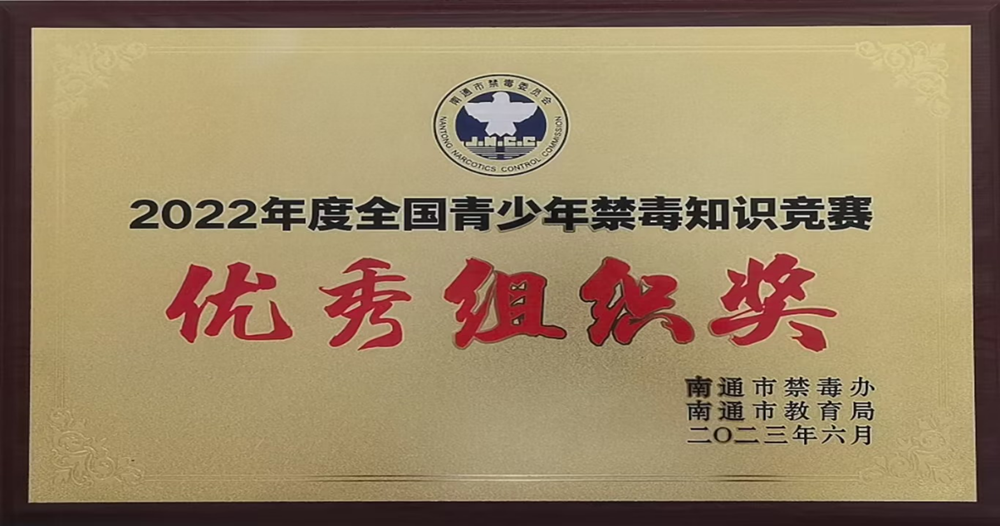 南通市禁毒委员会
J.N.C.C.
NANTONG NARCOTICS CONTROL COMMISSION
2022年度全国青少年禁毒知识竞赛
优秀组织奖
南通市禁毒办
南通市教育局
二〇二三年六月